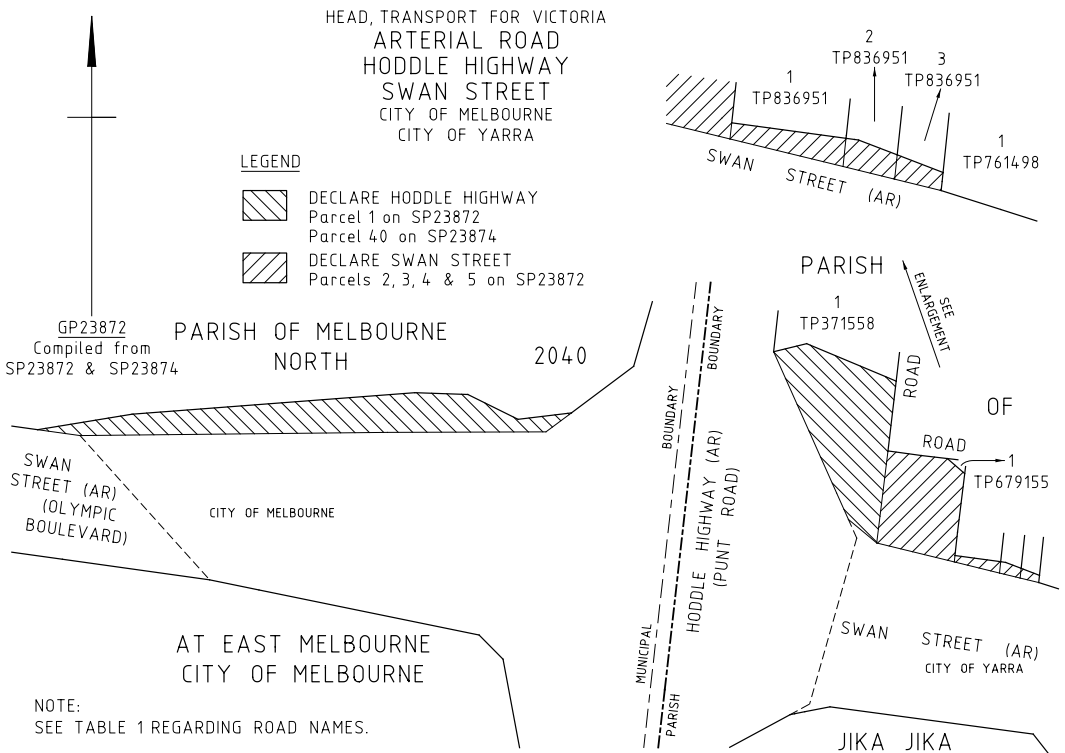 HEAD, TRANSPORT FOR VICTORIA
ARTERIAL ROAD
HODDLE HIGHWAY
SWAN STREET
CITY OF MELBOURNE
CITY OF YARRA
LEGEND
DECLARE HODDLE HIGHWAY
Parcel 1 on SP23872
Parcel 40 on SP23874
DECLARE SWAN STREET
Parcels 2, 3, 4 & 5 on SP23872
2
TP836951
3
TP836951
1
TP836951
1
TP761498
SWAN STREET (AR)
GP23872
Compiled from
SP23872 & SP23874
PARISH OF MELBOURNE
NORTH
2040
PARISH
SEE
ENLARGEMENT
1
TP371558
ROAD
OF
ROAD
1
TP679155
BOUNDARY
BOUNDARY
SWAN
STREET (AR)
(OLYMPIC
BOULEVARD)
CITY OF MELBOURNE
HODDLE HIGHWAY (AR)
(PUNT ROAD)
MUNICIPAL
PARISH
SWAN STREET (AR)
CITY OF YARRA
AT EAST MELBOURNE
CITY OF MELBOURNE
NOTE:
SEE TABLE 1 REGARDING ROAD NAMES.
JIKA JIKA